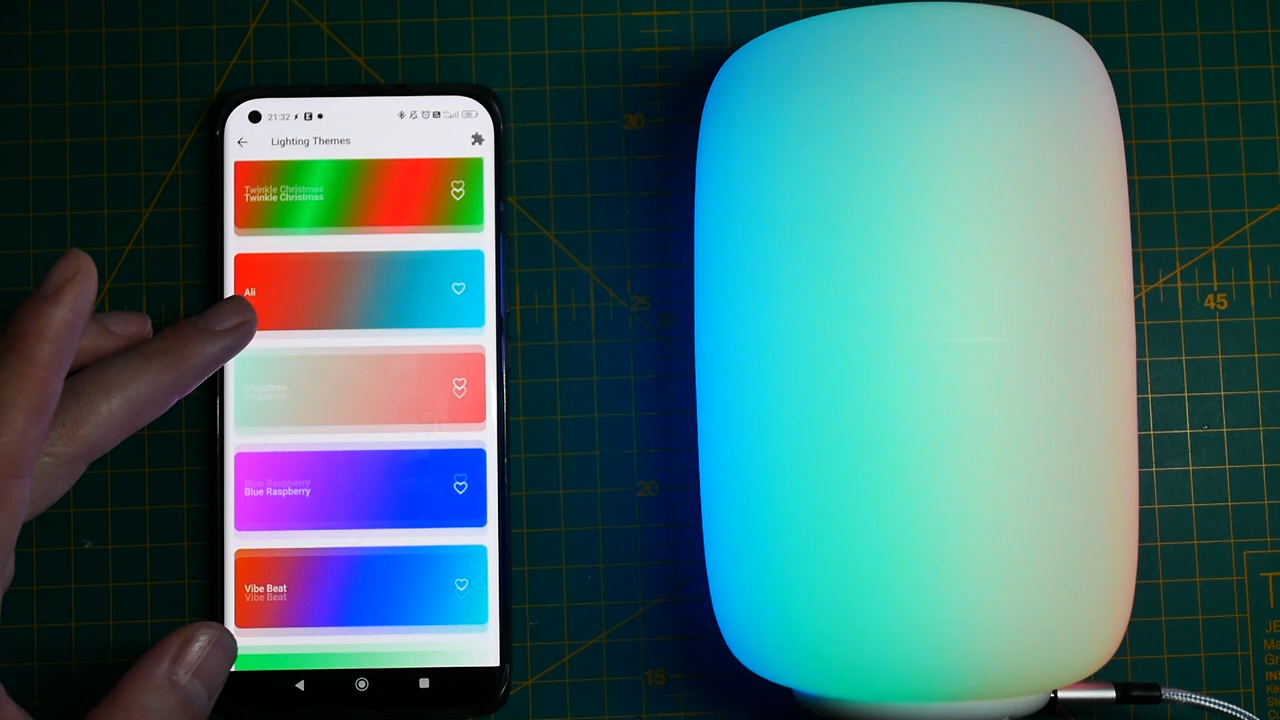 21:32
Lighting Themes
Twinkle Christmas
Twinkle Christmas
Ali
Megatron
Megatron
Blue Raspberry
Blue Raspberry
Vibe Beat
Vibe Beat
30
25
20
15
45